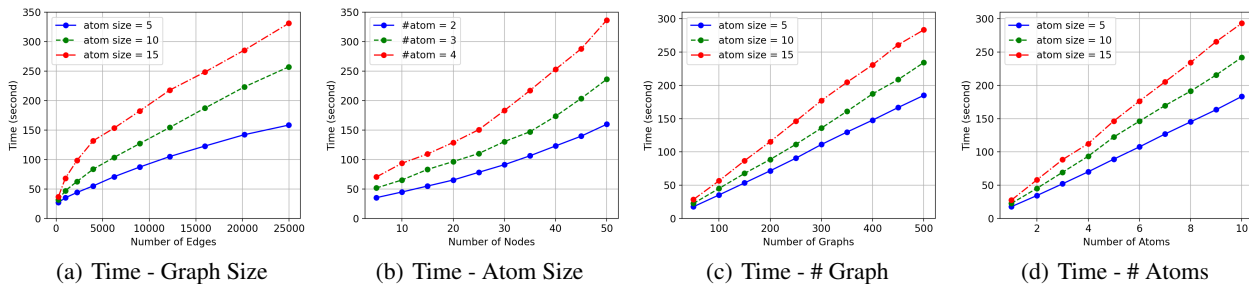 350
300
250
200
150
100
50
0
Time (second)
atom size = 5
atom size = 10
atom size = 15
0 4000 8000 12000 16000 20000 25000
Number of Edges
(a) Time - Graph Size
350
300
250
200
150
100
50
0
Time (second)
#atom = 2
#atom = 3
#atom = 4
10 20 30 40 50
Number of Nodes
(b) Time - Atom Size
300
250
200
150
100
50
0
Time (second)
atom size = 5
atom size = 10
atom size = 15
100 200 300 400 500
Number of Graphs
(c) Time - # Graph
300
250
200
150
100
50
0
Time (second)
atom size = 5
atom size = 10
atom size = 15
2 4 6 8 10
Number of Atoms
(d) Time - # Atoms